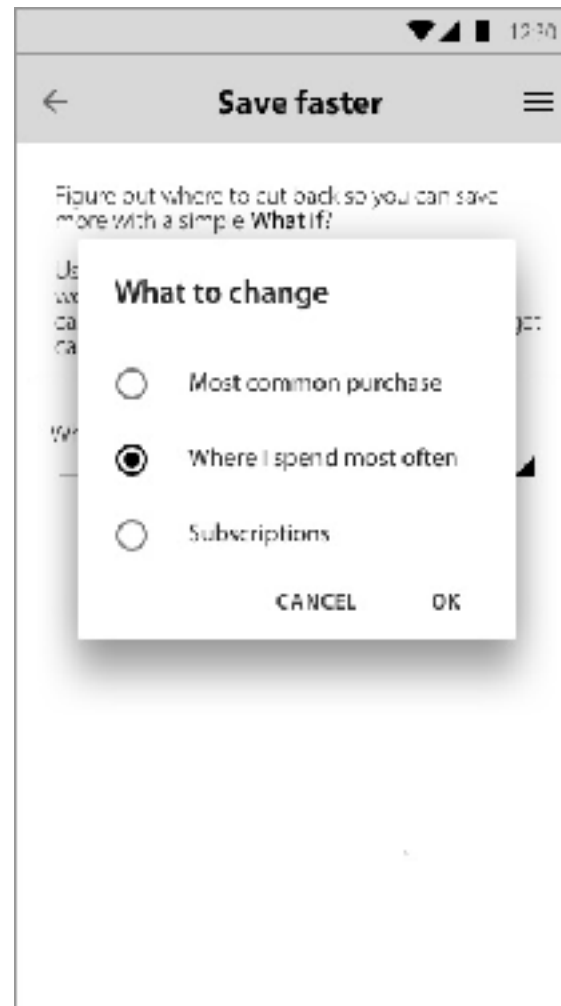 12:30
Save faster
Figure out where to cut back so you can save
more with a simple What if?
What to change
Most common purchase
Where I spend most often
Subscriptions
CANCEL OK